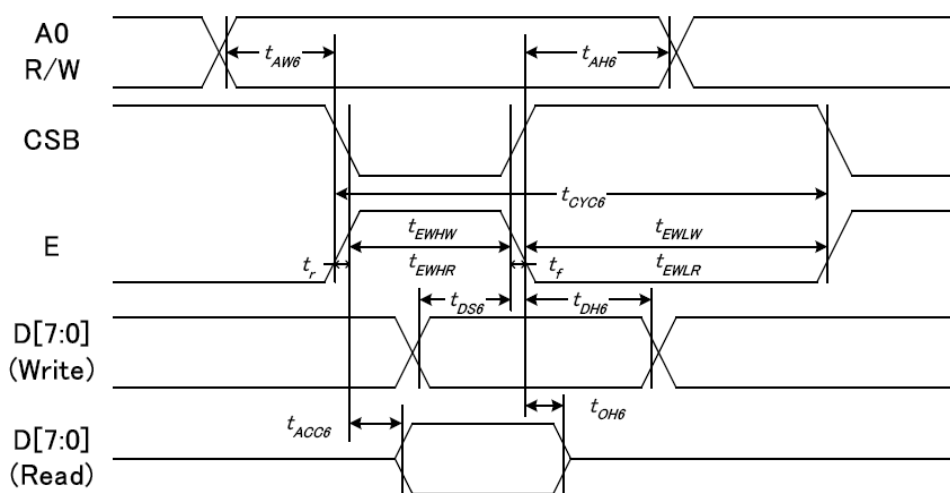 A0
R/W
tAW6
tAH6
CSB
tCYC6
E
tEWHW
tEWLW
tr
tEWHR
tf
tEWLR
tDS6
tDH6
D[7:0]
(Write)
tACC6
tOH6
D[7:0]
(Read)